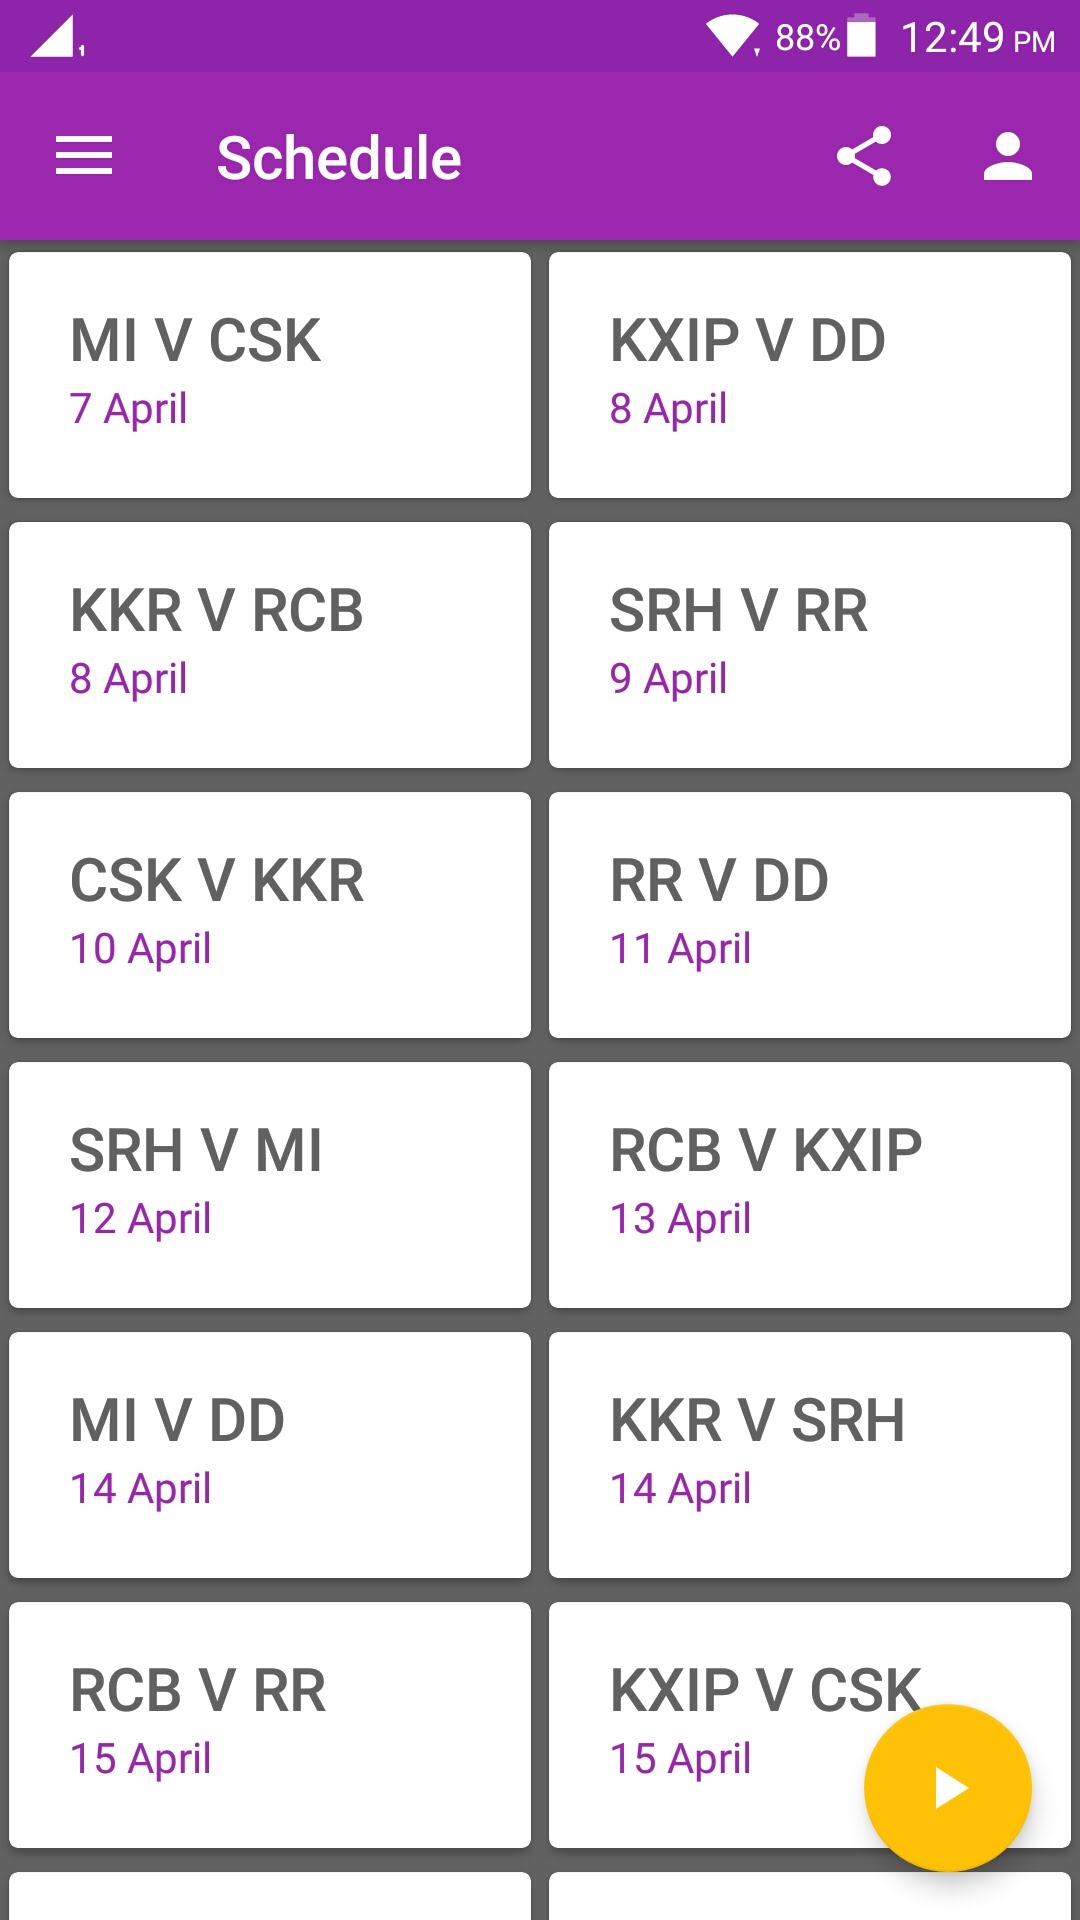 88% 12:49 PM
Schedule
MI V CSK
7 April
KXIP V DD
8 April
KKR V RCB
8 April
SRH V RR
9 April
CSK V KKR
10 April
RR V DD
11 April
SRH V MI
12 April
RCB V KXIP
13 April
MI V DD
14 April
KKR V SRH
14 April
RCB V RR
15 April
KXIP V CSK
15 April